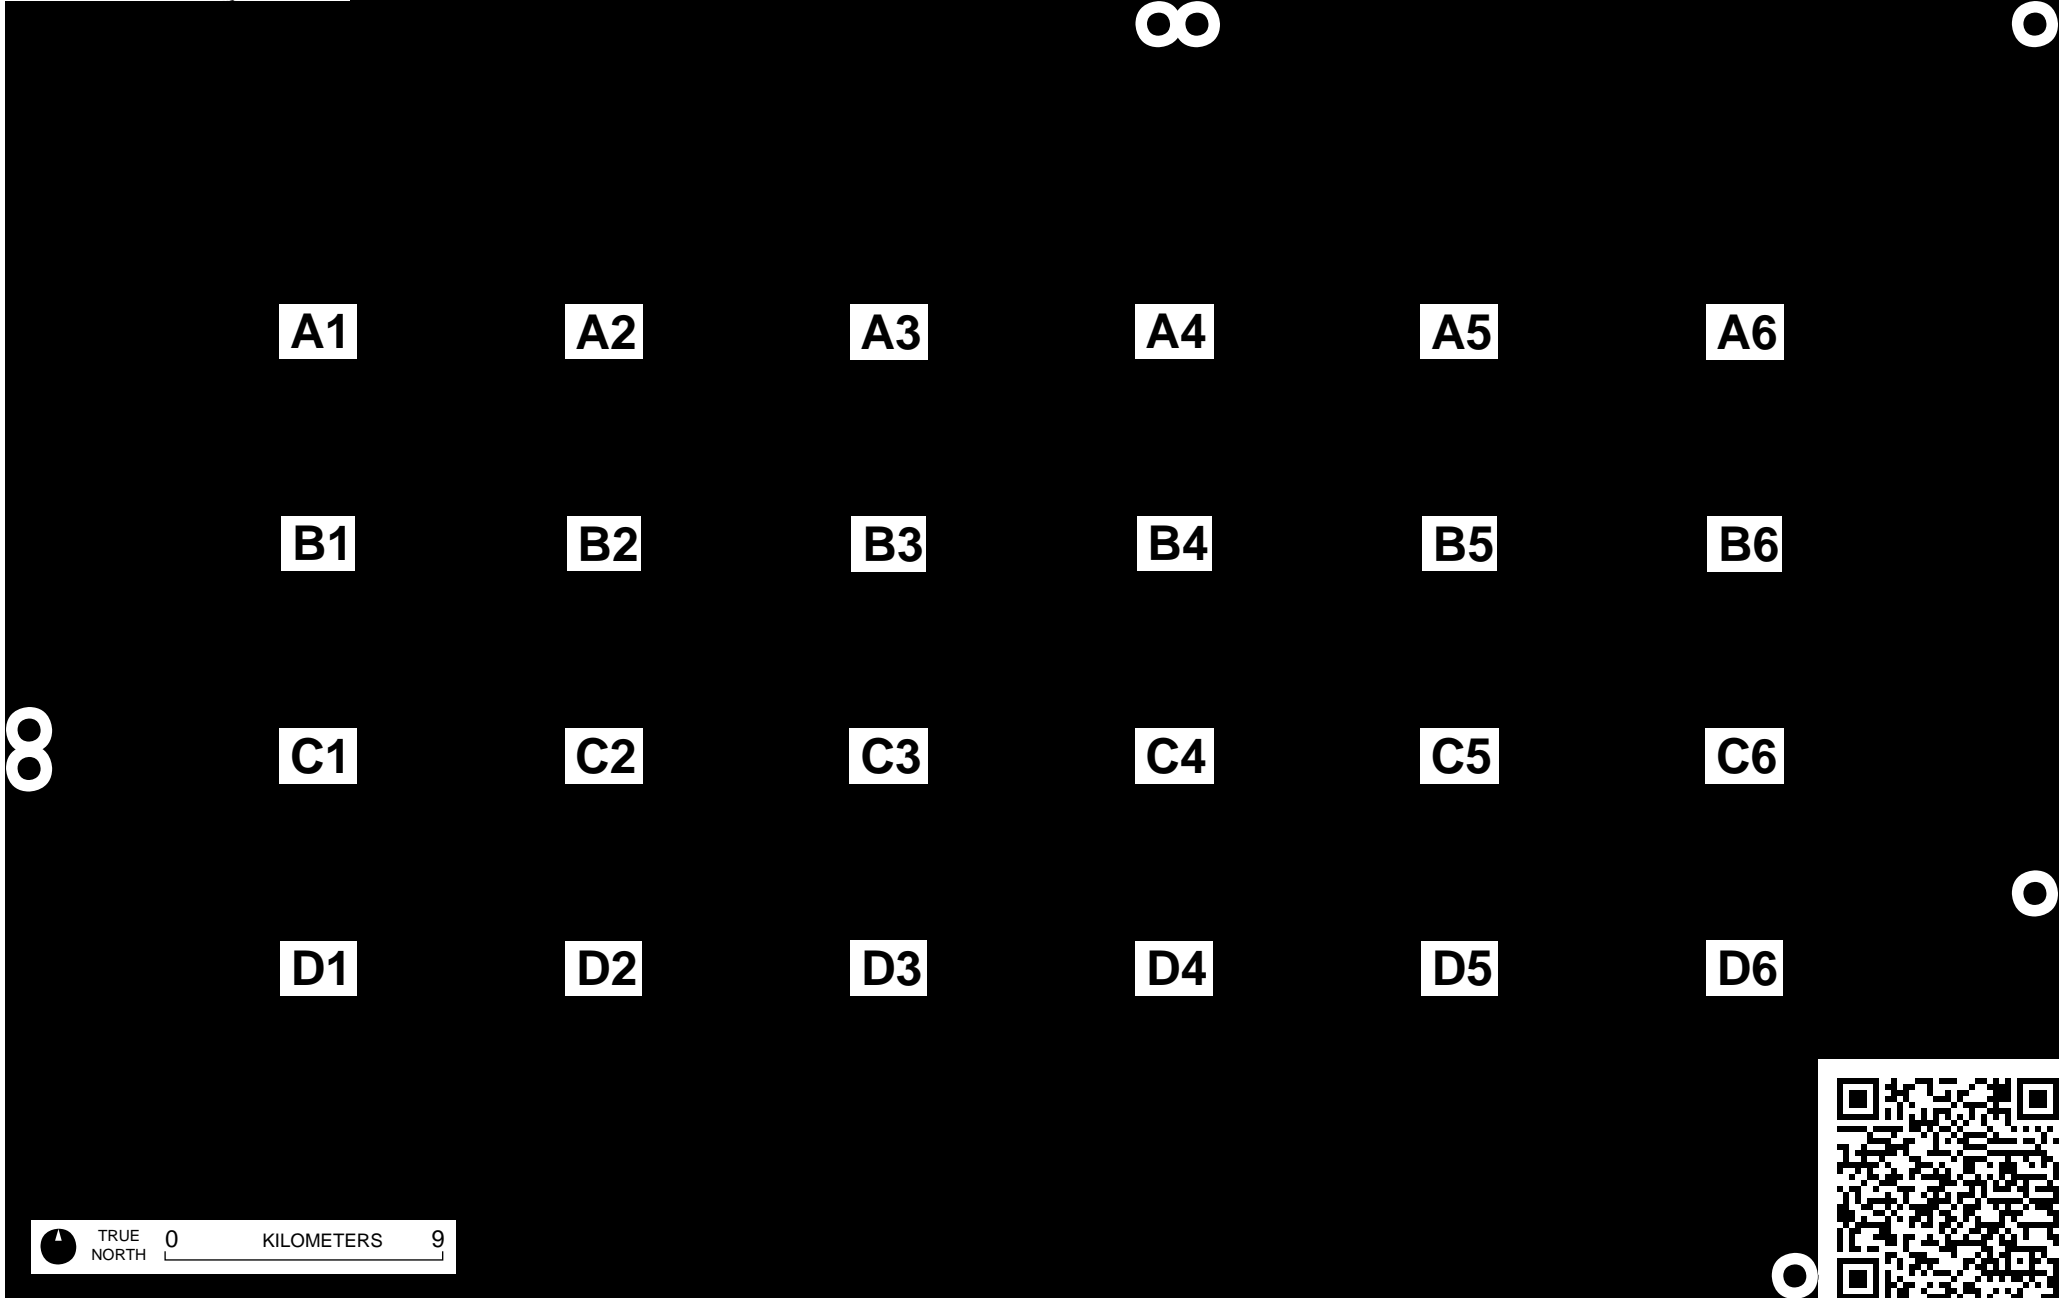 A1 A2 A3 A4 A5 A6
B1 B2 B3 B4 B5 B6
C1 C2 C3 C4 C5 C6
D1 D2 D3 D4 D5 D6
TRUE
NORTH
0 KILOMETERS 9